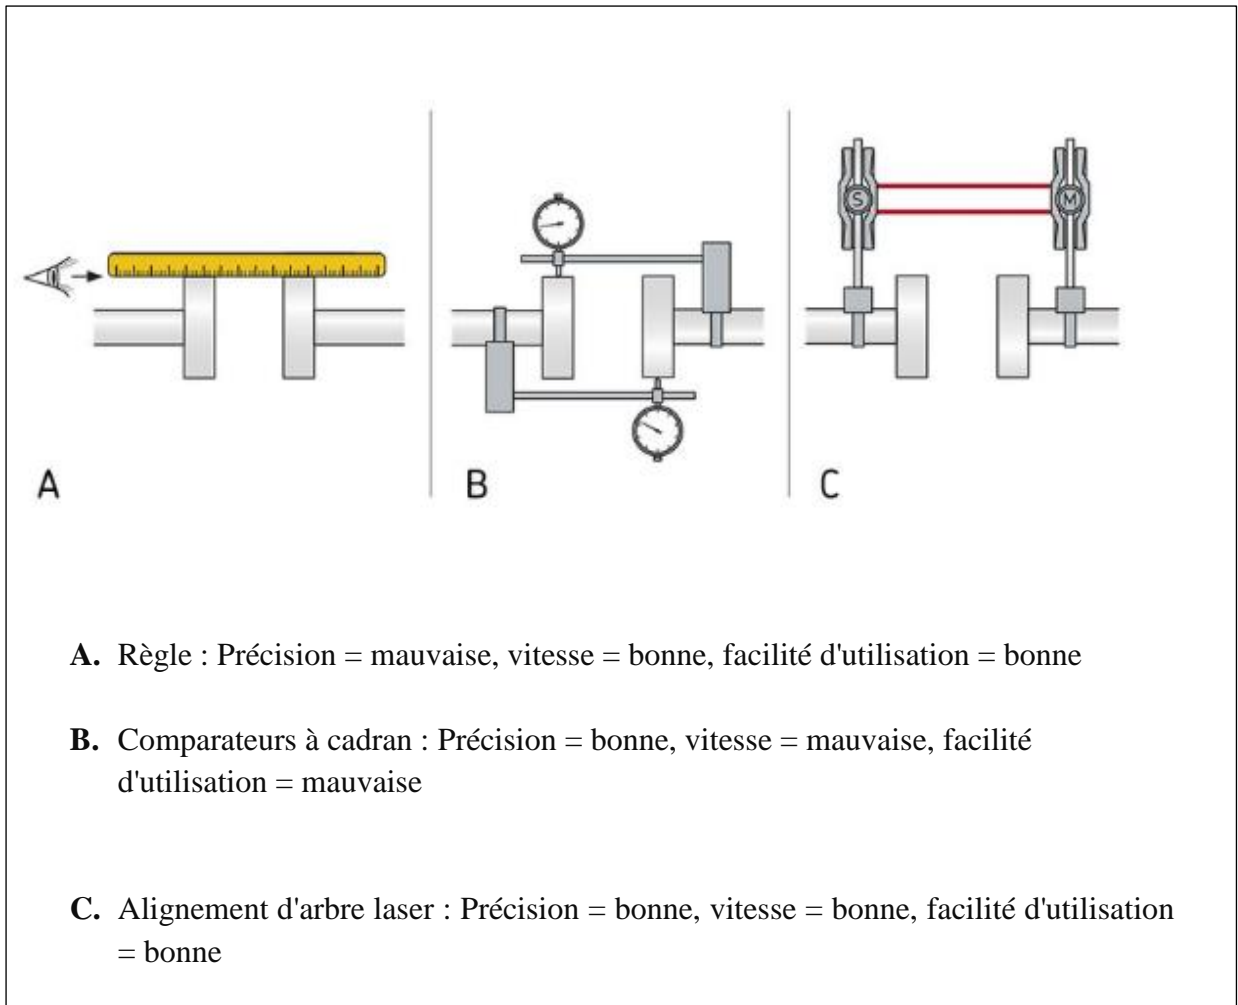 S M
A B C
A. Règle : Précision = mauvaise, vitesse = bonne, facilité d'utilisation = bonne
B. Comparateurs à cadran : Précision = bonne, vitesse = mauvaise, facilité
d'utilisation = mauvaise
C. Alignement d'arbre laser : Précision = bonne, vitesse = bonne, facilité d'utilisation
= bonne